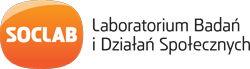 SOCLAB
Laboratorium Badań
i Działań Społecznych